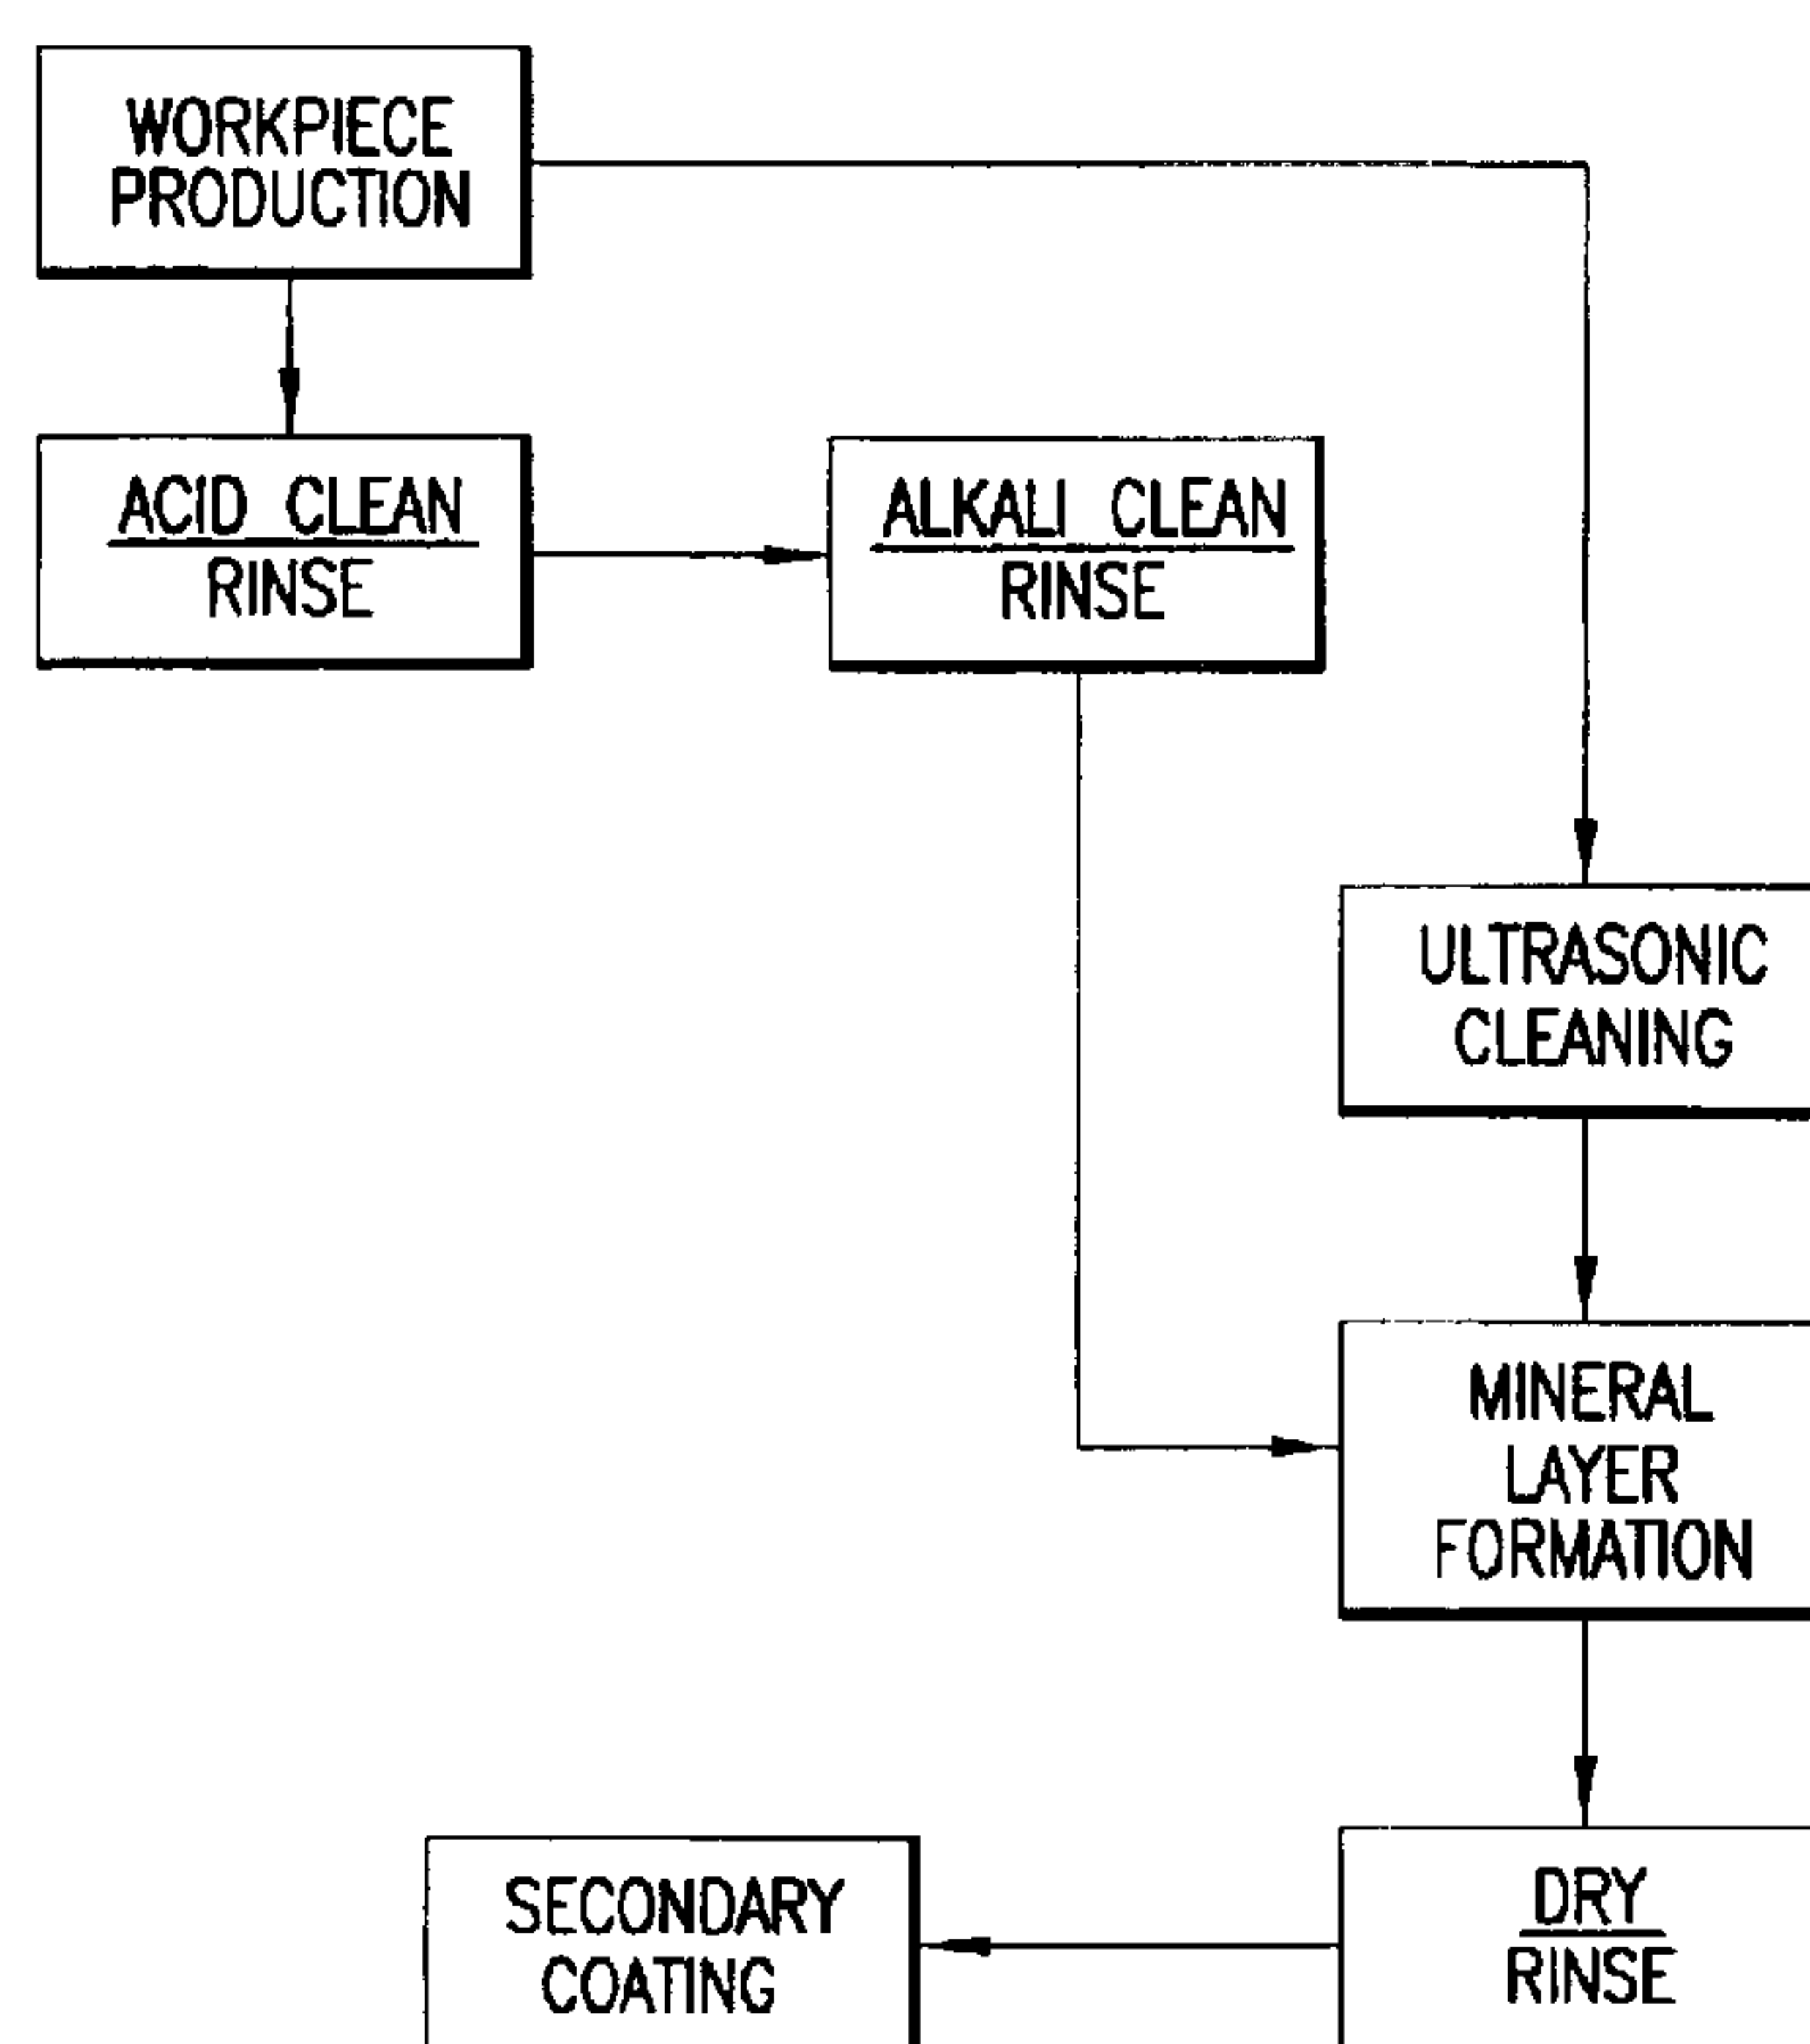 WORKPIECE
PRODUCTION
ACID CLEAN
RINSE
ALKALI CLEAN
RINSE
ULTRASONIC
CLEANING
MINERAL
LAYER
FORMATION
SECONDARY
COATING
DRY
RINSE